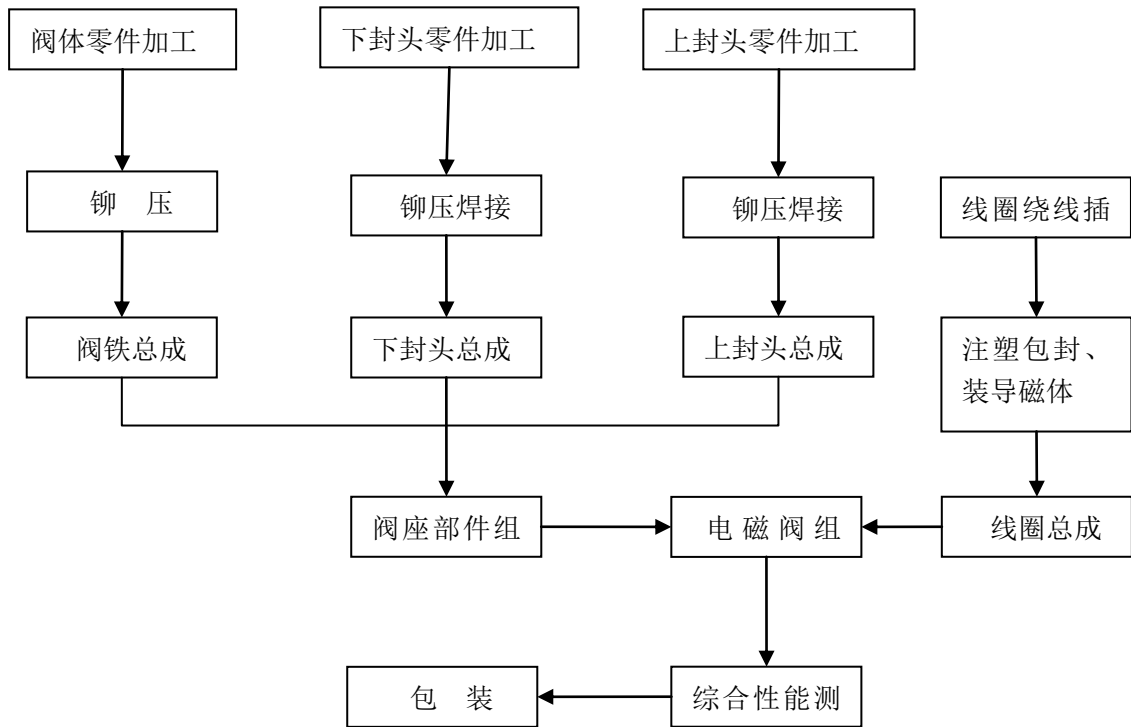 阀体零件加工
下封头零件加工
上封头零件加工
铆 压
铆压焊接
铆压焊接
线圈绕线插
阀铁总成
下封头总成
上封头总成
注塑包封、
装导磁体
阀座部件组
电磁阀组
线圈总成
包 装
综合性能测